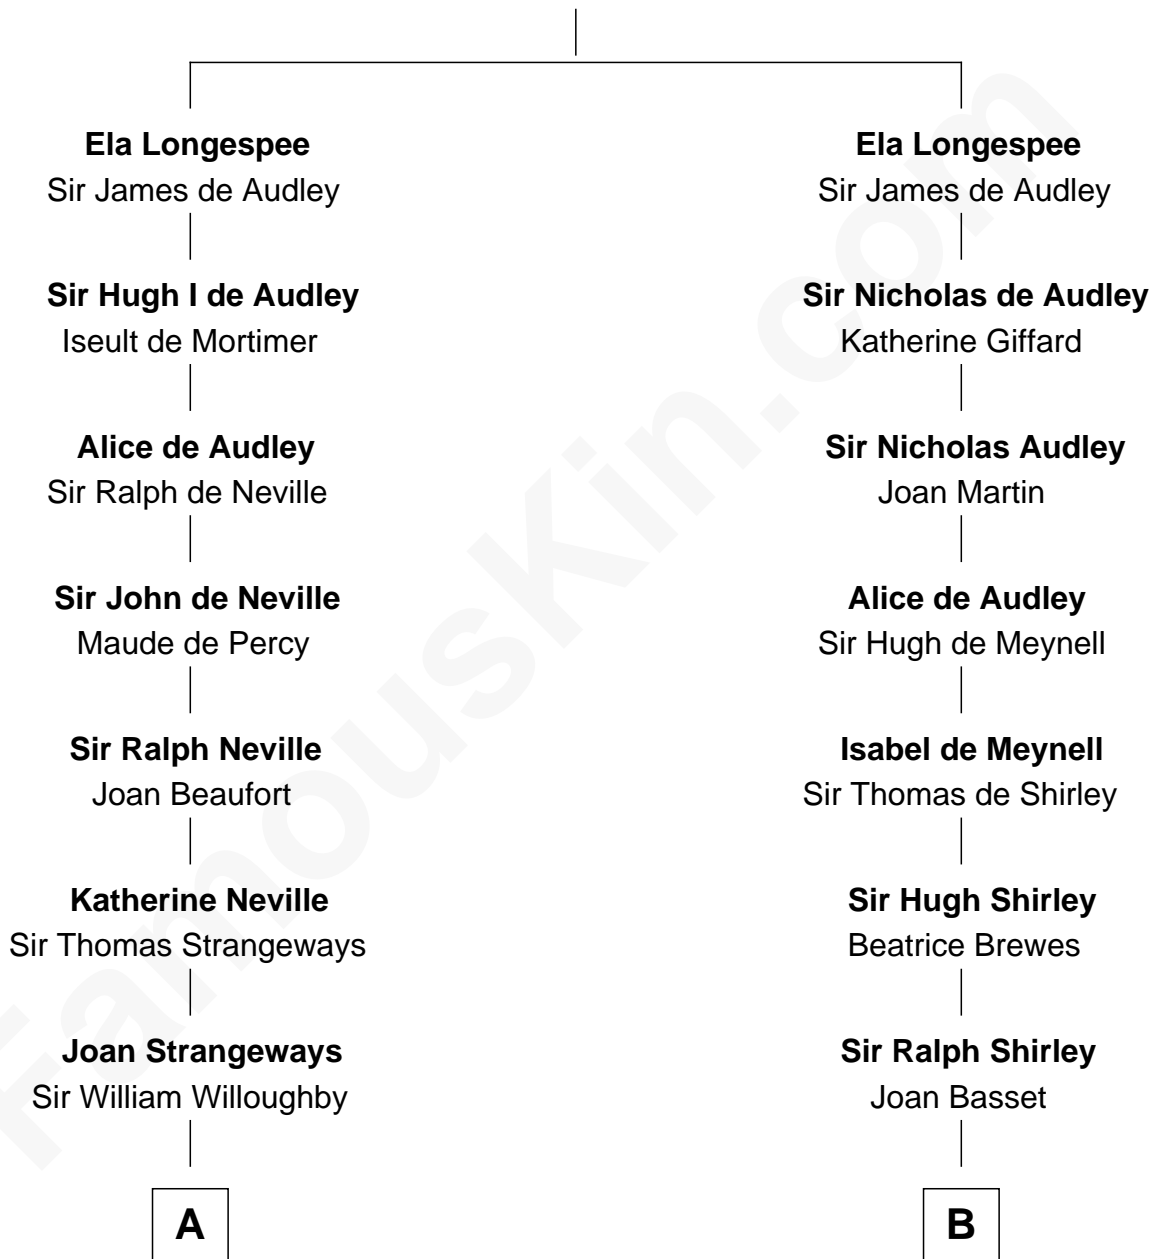 Ela Longespee
Sir James de Audley
Sir Hugh I de Audley
Iseult de Mortimer
Alice de Audley
Sir Ralph de Neville
Sir John de Neville
Maude de Percy
Sir Ralph Neville
Joan Beaufort
Katherine Neville
Sir Thomas Strangeways
Joan Strangeways
Sir William Willoughby
A
Ela Longespee
Sir James de Audley
Sir Nicholas de Audley
Katherine Giffard
Sir Nicholas Audley
Joan Martin
Alice de Audley
Sir Hugh de Meynell
Isabel de Meynell
Sir Thomas de Shirley
Sir Hugh Shirley
Beatrice Brewes
Sir Ralph Shirley
Joan Basset
B
FamousKin.com